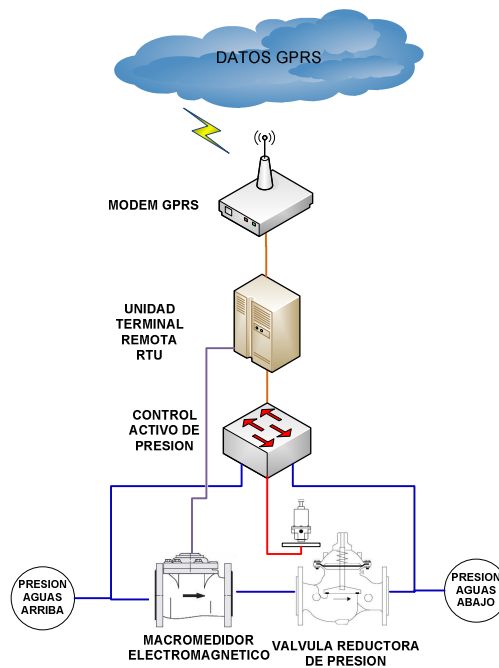 DATOS GPRS
MODEM GPRS
UNIDAD
TERMINAL
REMOTA
RTU
CONTROL
ACTIVO DE
PRESION
PRESION
AGUAS
ARRIBA
PRESION
AGUAS
ABAJO
MACROMEDIDOR
ELECTROMAGNETICO
VALVULA REDUCTORA
DE PRESION